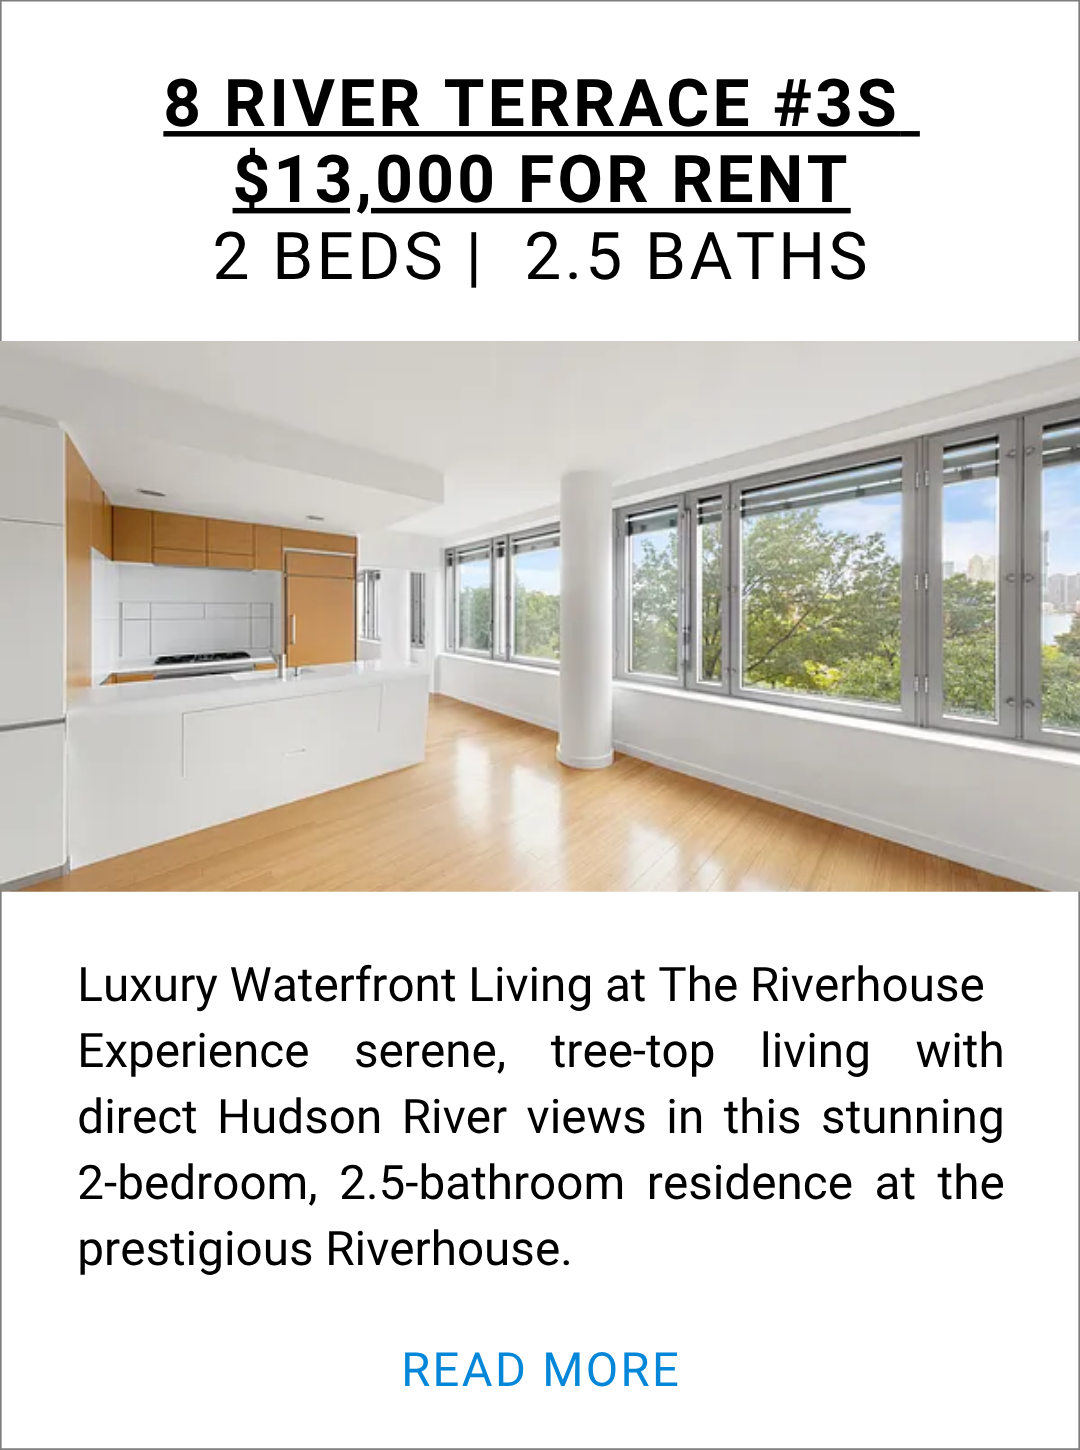 8 RIVER TERRACE #3S
$13,000 FOR RENT
2 BEDS | 2.5 BATHS
Luxury Waterfront Living at The Riverhouse
Experience serene, tree-top living with
direct Hudson River views in this stunning
2-bedroom, 2.5-bathroom residence at the
prestigious Riverhouse.
READ MORE